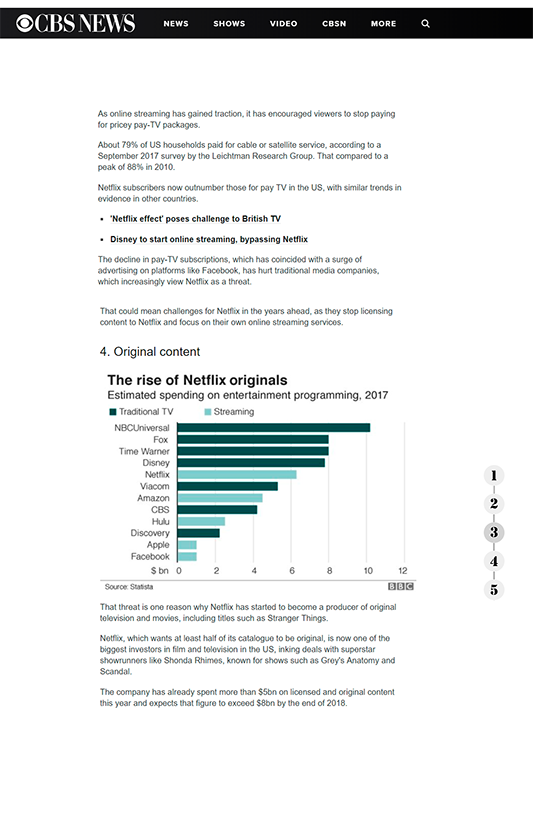 CBS NEWS NEWS SHOWS VIDEO CBSN MORE
As online streaming has gained traction, it has encouraged viewers to stop paying
for pricey pay-TV packages.
About 79% of US households paid for cable or satellite service, according to a
September 2017 survey by the Leichtman Research Group. That compared to a
peak of 88% in 2010.
Netflix subscribers now outnumber those for pay TV in the US, with similar trends in
evidence in other countries.
▪ 'Netflix effect' poses challenge to British TV
▪ Disney to start online streaming, bypassing Netflix
The decline in pay-TV subscriptions, which has coincided with a surge of
advertising on platforms like Facebook, has hurt traditional media companies,
which increasingly view Netflix as a threat.
That could mean challenges for Netflix in the years ahead, as they stop licensing
content to Netflix and focus on their own online streaming services.
4. Original content
The rise of Netflix originals
Estimated spending on entertainment programming, 2017
Traditional TV Streaming
NBCUniversal
Fox
Time Warner
Disney
Netflix
Viacom
Amazon
CBS
Hulu
Discovery
Apple
Facebook
$ bn 0 2 4 6 8 10 12
Source: Statista BBC
1
2
3
4
5
That threat is one reason why Netflix has started to become a producer of original
television and movies, including titles such as Stranger Things.
Netflix, which wants at least half of its catalogue to be original, is now one of the
biggest investors in film and television in the US, inking deals with superstar
showrunners like Shonda Rhimes, known for shows such as Grey's Anatomy and
Scandal.
The company has already spent more than $5bn on licensed and original content
this year and expects that figure to exceed $8bn by the end of 2018.